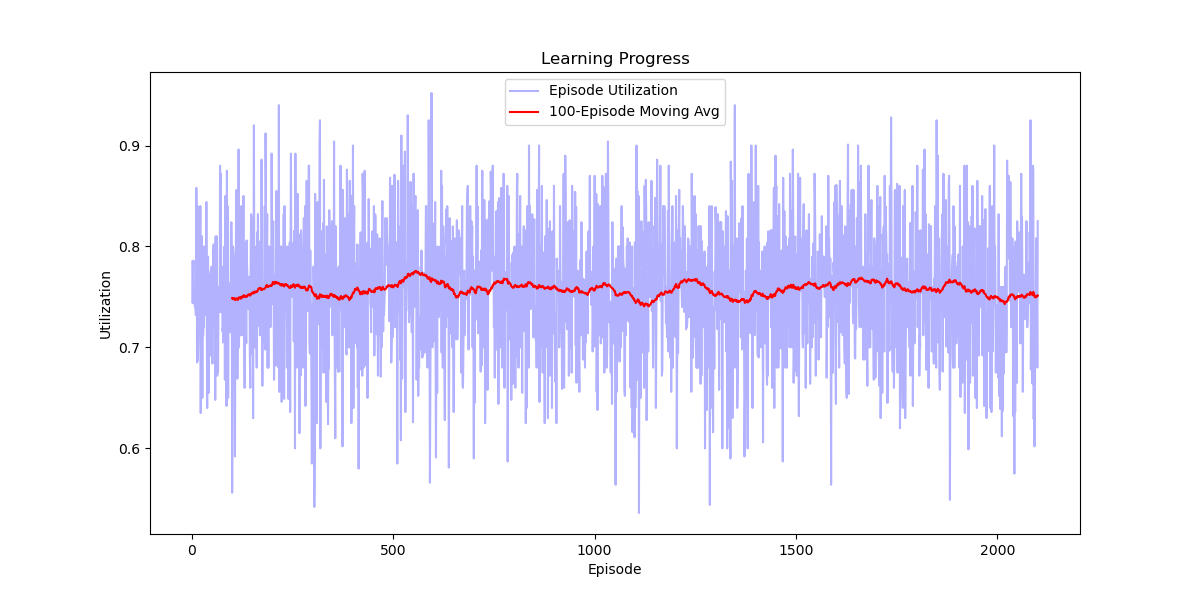 Learning Progress
Episode Utilization
100-Episode Moving Avg
0.9
0.8
0.7
0.6
Utilization
0
500
1000
1500
2000
Episode